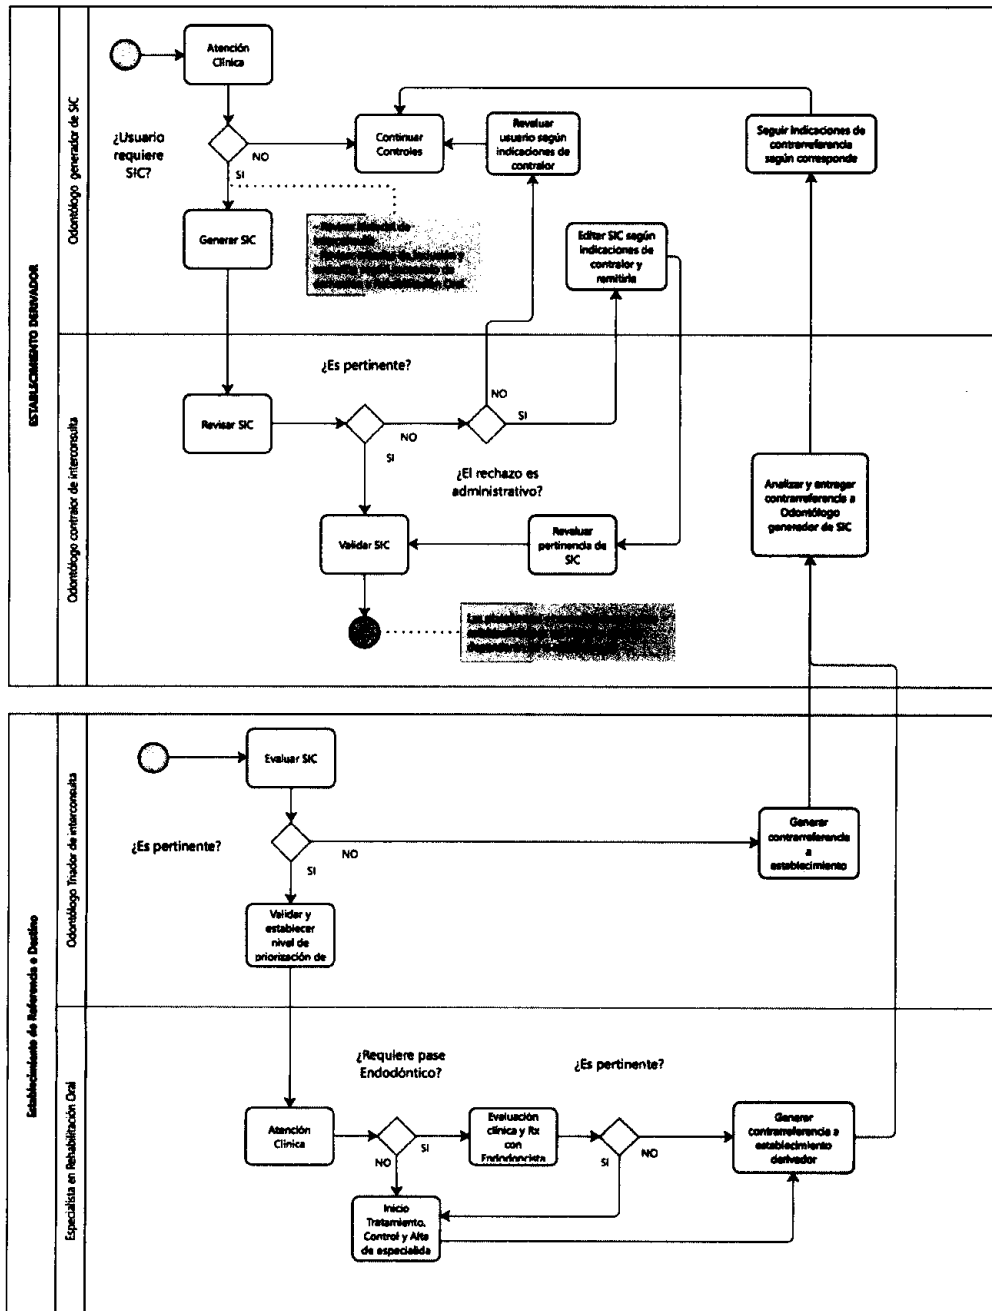 ESTABLECIMIENTO DERIVADOR
Odontólogo generador de SIC
Atención
Clínica
¿Usuario
requiere
SIC?
NO
SI
Continuar
Controles
Revaluar
usuario según
indicaciones de
contralor
Seguir Indicaciones de
contrarreferencia
según corresponde
Generar SIC
Editar SIC según
indicaciones de
contralor y
remitirla
Odontólogo contralor de interconsulta
¿Es pertinente?
Revisar SIC
NO
SI
NO
SI
¿El rechazo es
administrativo?
Validar SIC
Revaluar
pertinencia de
SIC
Analizar y entregar
contrarreferencia a
Odontólogo
generador de SIC
Establecimiento de Referencia o Destino
Odontólogo Triador de interconsulta
Evaluar SIC
¿Es pertinente?
NO
SI
Generar
contrarreferencia
a
establecimiento
Validar y
establecer
nivel de
priorización de
Especialista en Rehabilitación Oral
¿Requiere pase
Endodóntico?
¿Es pertinente?
Atención
Clínica
SI
NO
Evaluación
clínica y Rx
con
Endodoncista
SI
NO
Generar
contrarreferencia a
establecimiento
derivador
Inicio
Tratamiento,
Control y Alta
de especialida